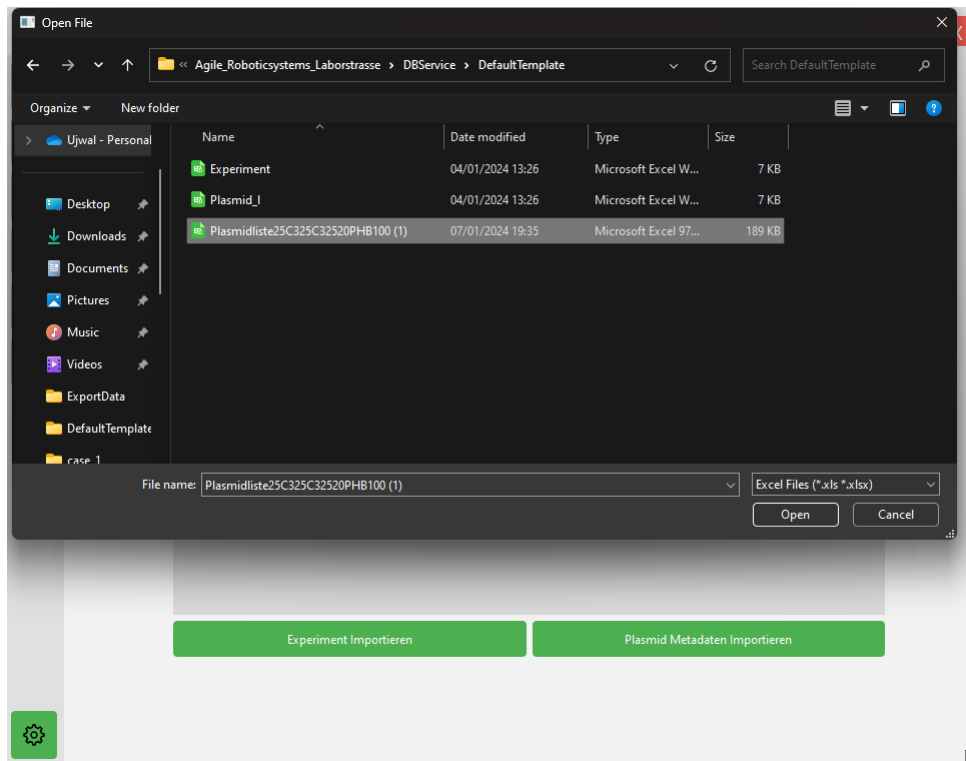 Open File
« Agile_Roboticsystems_Laborstrasse › DBService › DefaultTemplate
Search DefaultTemplate
Organize
New folder
Ujwal - Personal
Desktop
Downloads
Documents
Pictures
Music
Videos
ExportData
DefaultTemplate
case_1
Name Date modified Type Size
Experiment 04/01/2024 13:26 Microsoft Excel W... 7 KB
Plasmid_I 04/01/2024 13:26 Microsoft Excel W... 7 KB
Plasmidliste25C325C32520PHB100 (1) 07/01/2024 19:35 Microsoft Excel 97... 189 KB
File name: Plasmidliste25C325C32520PHB100 (1) Excel Files (*.xls *.xlsx)
Open Cancel
Experiment Importieren Plasmid Metadaten Importieren